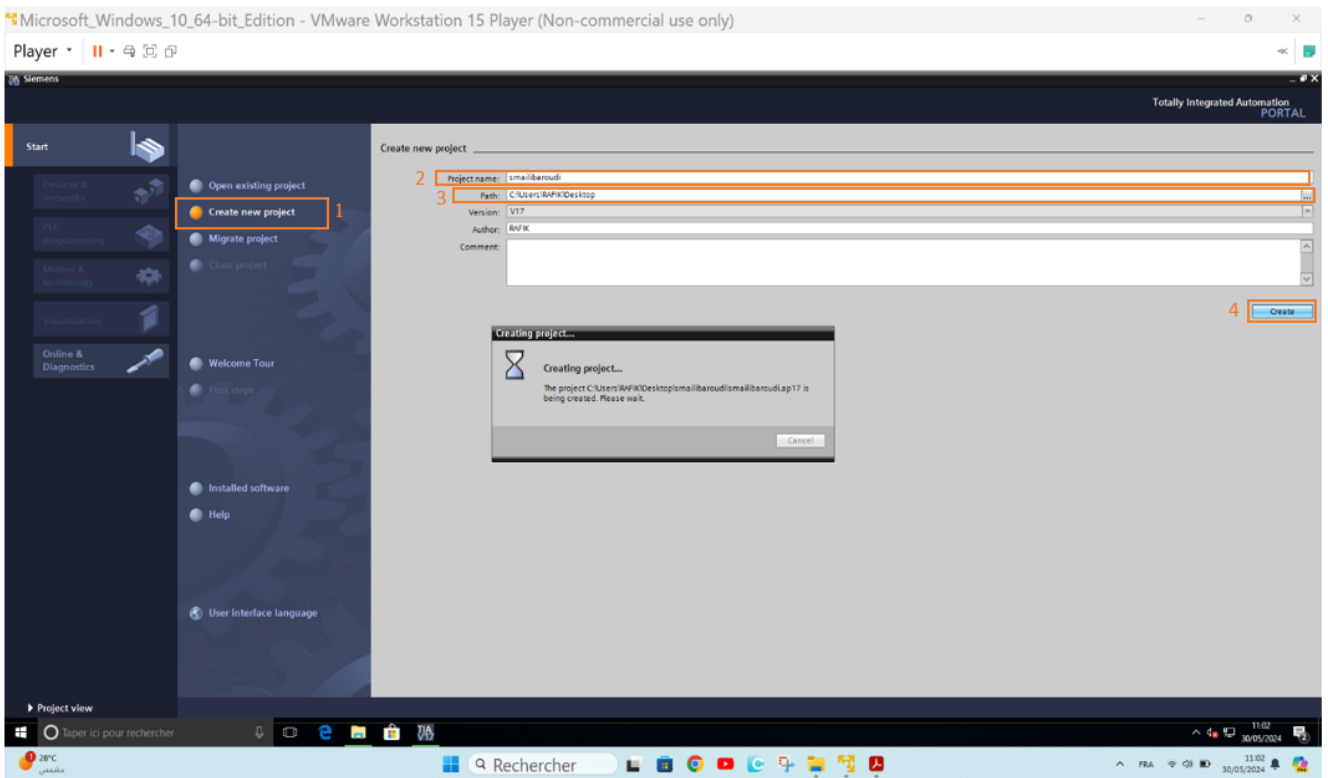 Microsoft_Windows_10_64-bit_Edition - VMware Workstation 15 Player (Non-commercial use only)
Player
Siemens
Totally Integrated Automation
PORTAL
Start
Devices &
networks
PLC
programming
Motion &
technology
Visualization
Online &
Diagnostics
Open existing project
Create new project
1
Migrate project
Close project
Welcome Tour
First steps
Installed software
Help
User interface language
Create new project
2
Project name: smailibaroudi
3
Path: C:\Users\RAFIK\Desktop
Version: V17
Author: RAFIK
Comment:
4
Create
Creating project...
Creating project...
The project C:\Users\RAFIK\Desktop\smailibaroudi\smailibaroudi.ap17 is
being created. Please wait.
Cancel
Project view
Taper ici pour rechercher
11:02
30/05/2024
2
1
28°C
مشمس
Rechercher
FRA
11:02
30/05/2024